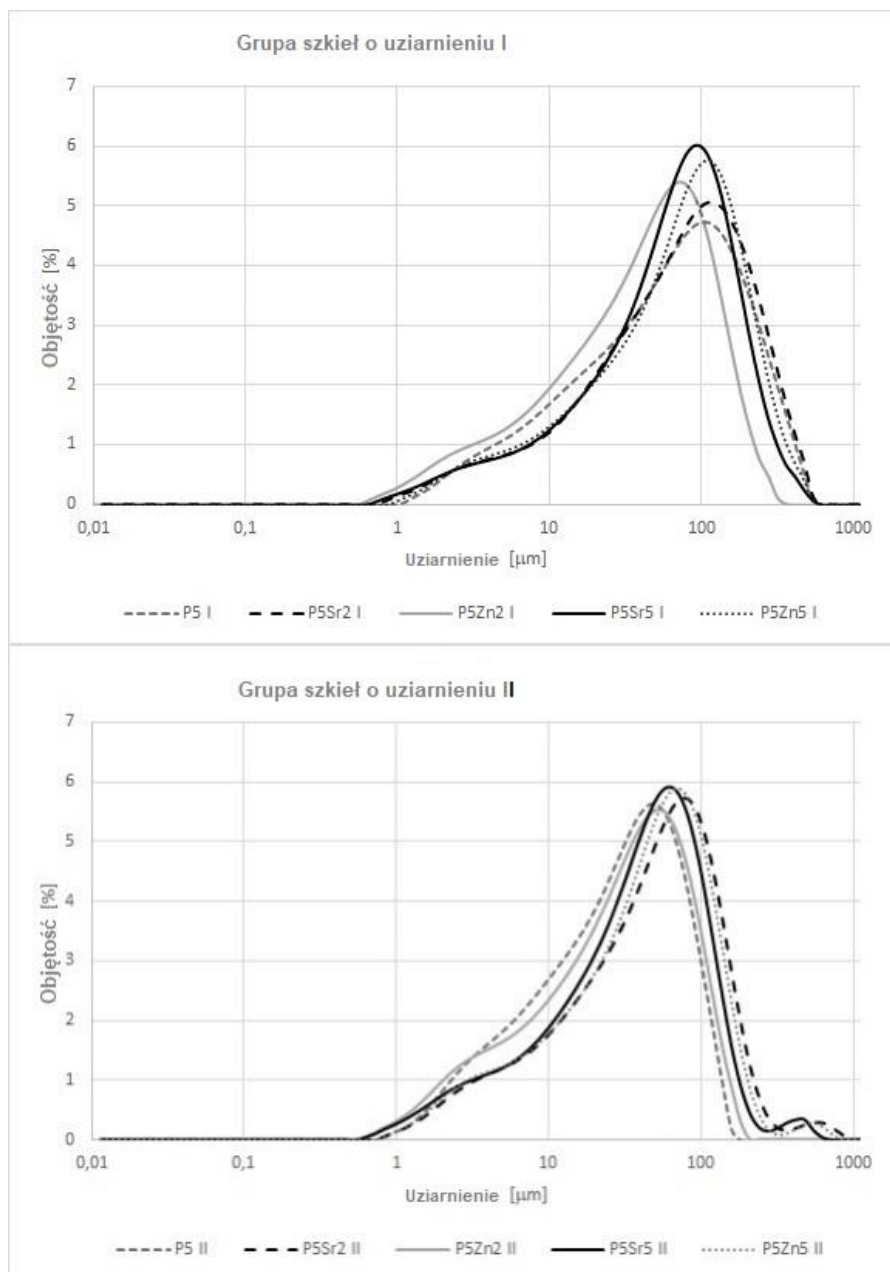 Grupa szkieł o uziarnieniu I
7
6
5
4
3
2
1
0
Objętość [%]
0,01 0,1 1 10 100 1000
Uziarnienie [µm]
P5 I P5Sr2 I P5Zn2 I P5Sr5 I P5Zn5 I
Grupa szkieł o uziarnieniu II
7
6
5
4
3
2
1
0
Objętość [%]
0,01 0,1 1 10 100 1000
Uziarnienie [µm]
P5 II P5Sr2 II P5Zn2 II P5Sr5 II P5Zn5 II